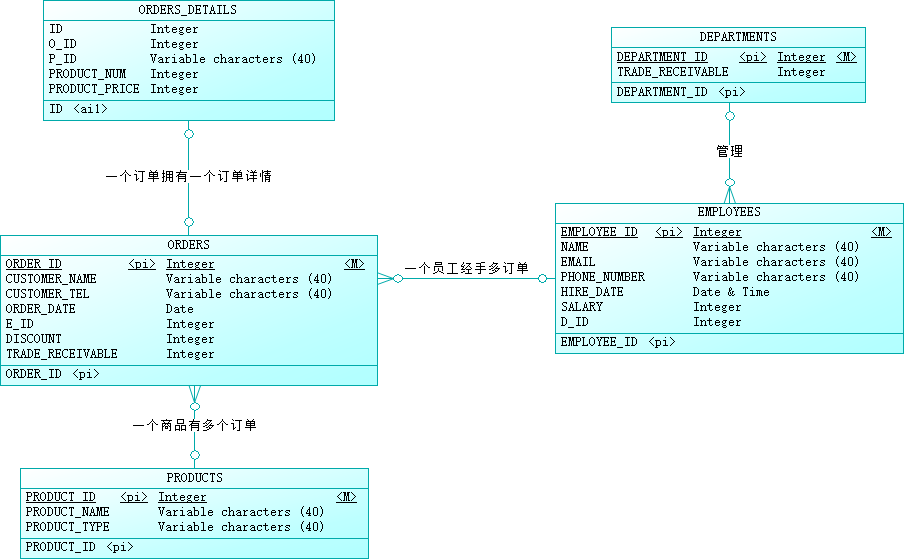 ORDERS_DETAILS
ID Integer
O_ID Integer
P_ID Variable characters (40)
PRODUCT_NUM Integer
PRODUCT_PRICE Integer
ID <ai1>
DEPARTMENTS
DEPARTMENT_ID <pi> Integer <M>
TRADE_RECEIVABLE Integer
DEPARTMENT_ID <pi>
管理
一个订单拥有一个订单详情
EMPLOYEES
EMPLOYEE_ID <pi> Integer <M>
NAME Variable characters (40)
EMAIL Variable characters (40)
PHONE_NUMBER Variable characters (40)
HIRE_DATE Date & Time
SALARY Integer
D_ID Integer
EMPLOYEE_ID <pi>
ORDERS
ORDER_ID <pi> Integer <M>
CUSTOMER_NAME Variable characters (40)
CUSTOMER_TEL Variable characters (40)
ORDER_DATE Date
E_ID Integer
DISCOUNT Integer
TRADE_RECEIVABLE Integer
ORDER_ID <pi>
一个员工经手多订单
一个商品有多个订单
PRODUCTS
PRODUCT_ID <pi> Integer <M>
PRODUCT_NAME Variable characters (40)
PRODUCT_TYPE Variable characters (40)
PRODUCT_ID <pi>